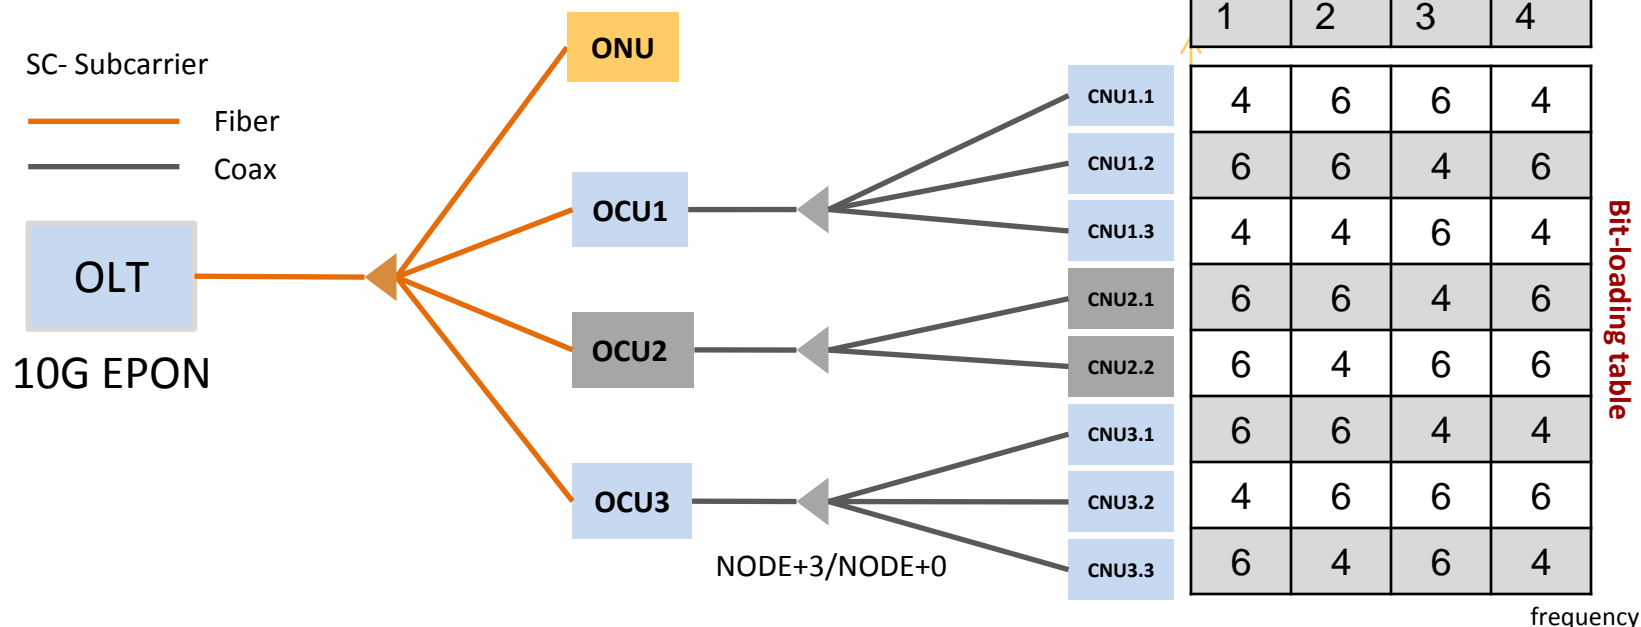 SC- Subcarrier
Fiber
Coax
OLT
10G EPON
ONU
OCU1
OCU2
OCU3
NODE+3/NODE+0
1 2 3 4
CNU1.1 4 6 6 4
CNU1.2 6 6 4 6
CNU1.3 4 4 6 4
CNU2.1 6 6 4 6
CNU2.2 6 4 6 6
CNU3.1 6 6 4 4
CNU3.2 4 6 6 6
CNU3.3 6 4 6 4
Bit-loading table
frequency